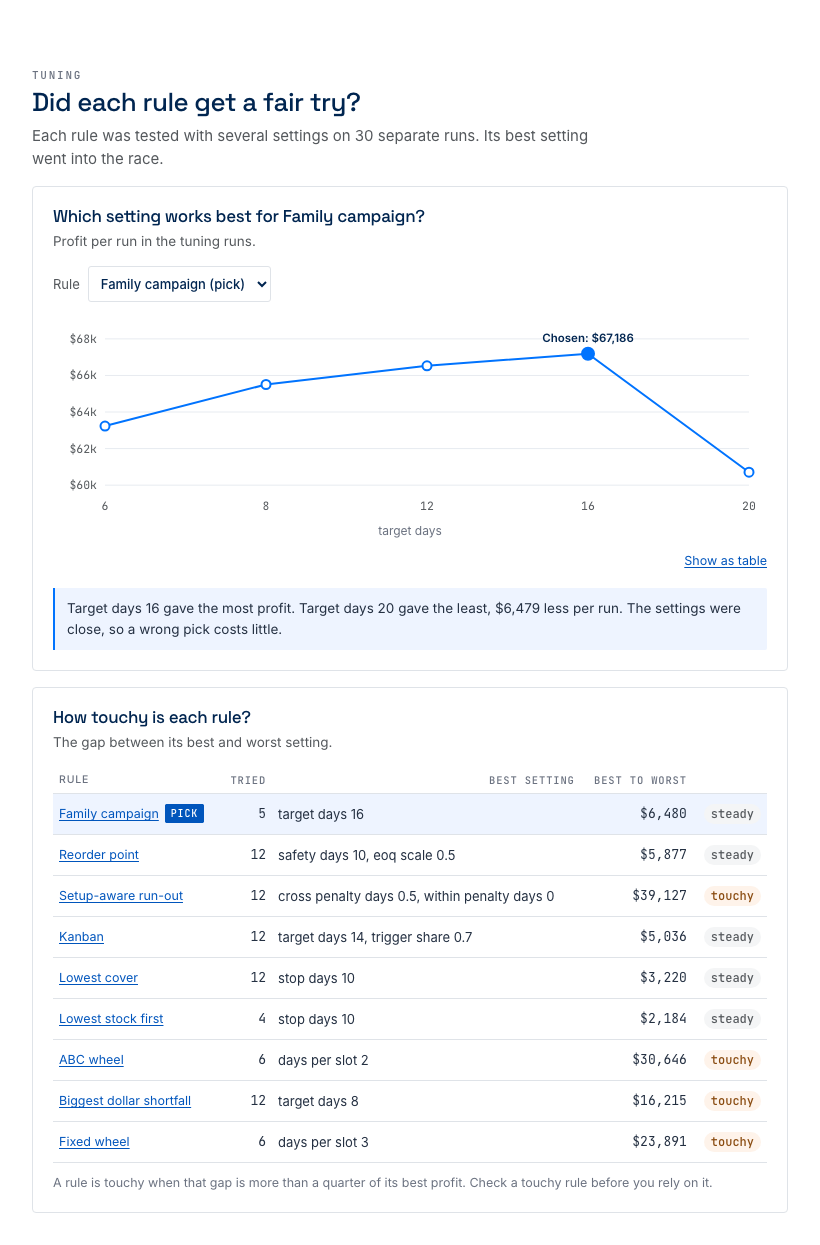 TUNING
Did each rule get a fair try?
Each rule was tested with several settings on 30 separate runs. Its best setting
went into the race.
Which setting works best for Family campaign?
Profit per run in the tuning runs.
Rule Family campaign (pick)
Chosen: $67,186
$68k
$66k
$64k
$62k
$60k
6 8 12 16 20
target days
Show as table
Target days 16 gave the most profit. Target days 20 gave the least, $6,479 less per run. The settings were
close, so a wrong pick costs little.
How touchy is each rule?
The gap between its best and worst setting.
RULE TRIED BEST SETTING BEST TO WORST
Family campaign PICK 5 target days 16 $6,480 steady
Reorder point 12 safety days 10, eoq scale 0.5 $5,877 steady
Setup-aware run-out 12 cross penalty days 0.5, within penalty days 0 $39,127 touchy
Kanban 12 target days 14, trigger share 0.7 $5,036 steady
Lowest cover 12 stop days 10 $3,220 steady
Lowest stock first 4 stop days 10 $2,184 steady
ABC wheel 6 days per slot 2 $30,646 touchy
Biggest dollar shortfall 12 target days 8 $16,215 touchy
Fixed wheel 6 days per slot 3 $23,891 touchy
A rule is touchy when that gap is more than a quarter of its best profit. Check a touchy rule before you rely on it.